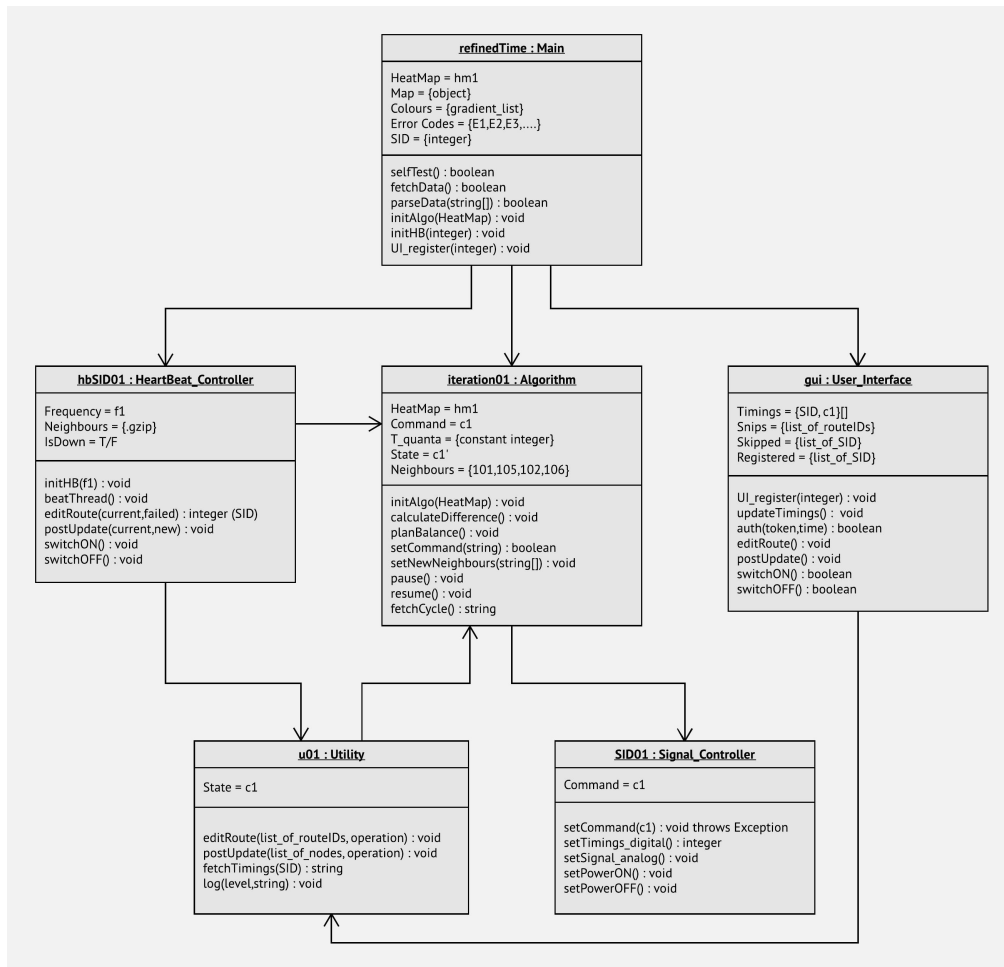 refinedTime : Main
HeatMap = hm1
Map = {object}
Colours = {gradient_list}
Error Codes = {E1,E2,E3,....}
SID = {integer}
selfTest() : boolean
fetchData() : boolean
parseData(string[]) : boolean
initAlgo(HeatMap) : void
initHB(integer) : void
UI_register(integer) : void
hbSID01 : HeartBeat_Controller
Frequency = f1
Neighbours = {.gzip}
IsDown = T/F
initHB(f1) : void
beatThread() : void
editRoute(current,failed) : integer (SID)
postUpdate(current,new) : void
switchON() : void
switchOFF() : void
iteration01 : Algorithm
HeatMap = hm1
Command = c1
T_quanta = {constant integer}
State = c1'
Neighbours = {101,105,102,106}
initAlgo(HeatMap) : void
calculateDifference() : void
planBalance() : void
setCommand(string) : boolean
setNewNeighbours(string[]) : void
pause() : void
resume() : void
fetchCycle() : string
gui : User_Interface
Timings = {SID, c1}[]
Snips = {list_of_routeIDs}
Skipped = {list_of_SID}
Registered = {list_of_SID}
UI_register(integer) : void
updateTimings() : void
auth(token,time) : boolean
editRoute() : void
postUpdate() : void
switchON() : boolean
switchOFF() : boolean
u01 : Utility
State = c1
editRoute(list_of_routeIDs, operation) : void
postUpdate(list_of_nodes, operation) : void
fetchTimings(SID) : string
log(level,string) : void
SID01 : Signal_Controller
Command = c1
setCommand(c1) : void throws Exception
setTimings_digital() : integer
setSignal_analog() : void
setPowerON() : void
setPowerOFF() : void